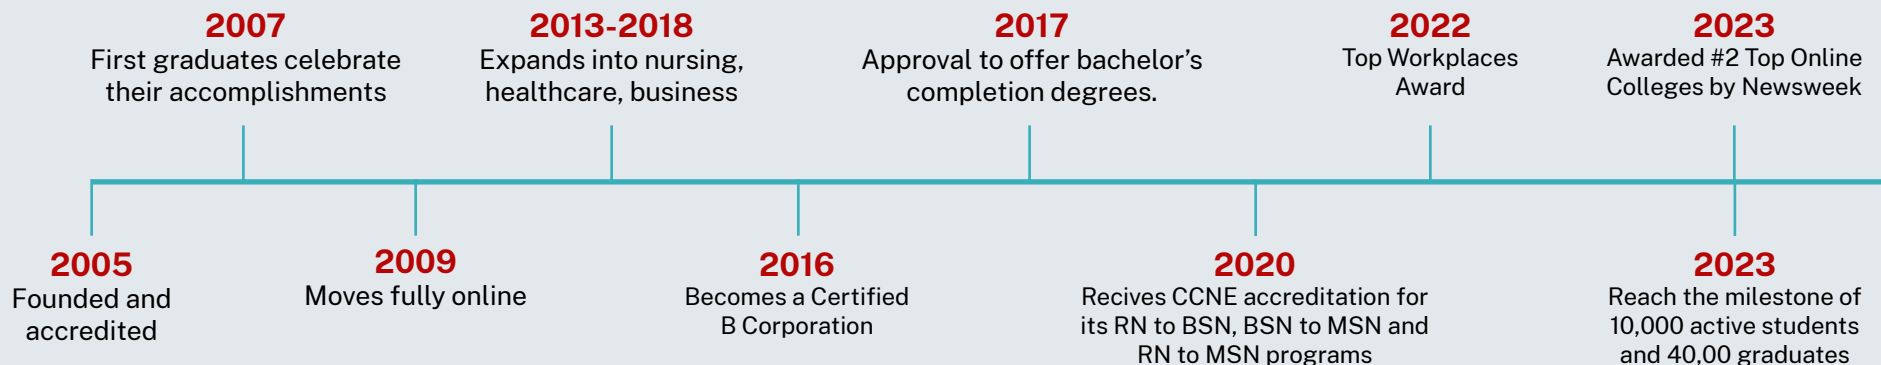 2007
First graduates celebrate
their accomplishments
2013-2018
Expands into nursing,
healthcare, business
2017
Approval to offer bachelor’s
completion degrees.
2022
Top Workplaces
Award
2023
Awarded #2 Top Online
Colleges by Newsweek
2005
Founded and
accredited
2009
Moves fully online
2016
Becomes a Certified
B Corporation
2020
Recives CCNE accreditation for
its RN to BSN, BSN to MSN and
RN to MSN programs
2023
Reach the milestone of
10,000 active students
and 40,00 graduates